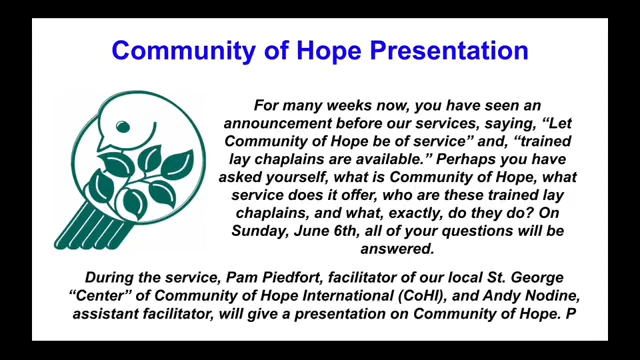 Community of Hope Presentation
For many weeks now, you have seen an
announcement before our services, saying, “Let
Community of Hope be of service” and, “trained
lay chaplains are available.” Perhaps you have
asked yourself, what is Community of Hope, what
service does it offer, who are these trained lay
chaplains, and what, exactly, do they do? On
Sunday, June 6th, all of your questions will be
answered.
During the service, Pam Piedfort, facilitator of our local St. George
“Center” of Community of Hope International (CoHI), and Andy Nodine,
assistant facilitator, will give a presentation on Community of Hope. P